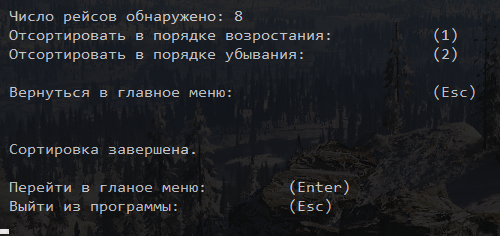 Число рейсов обнаружено: 8
Отсортировать в порядке возростания: (1)
Отсортировать в порядке убывания: (2)
Вернуться в главное меню: (Esc)
Сортировка завершена.
Перейти в гланое меню: (Enter)
Выйти из программы: (Esc)